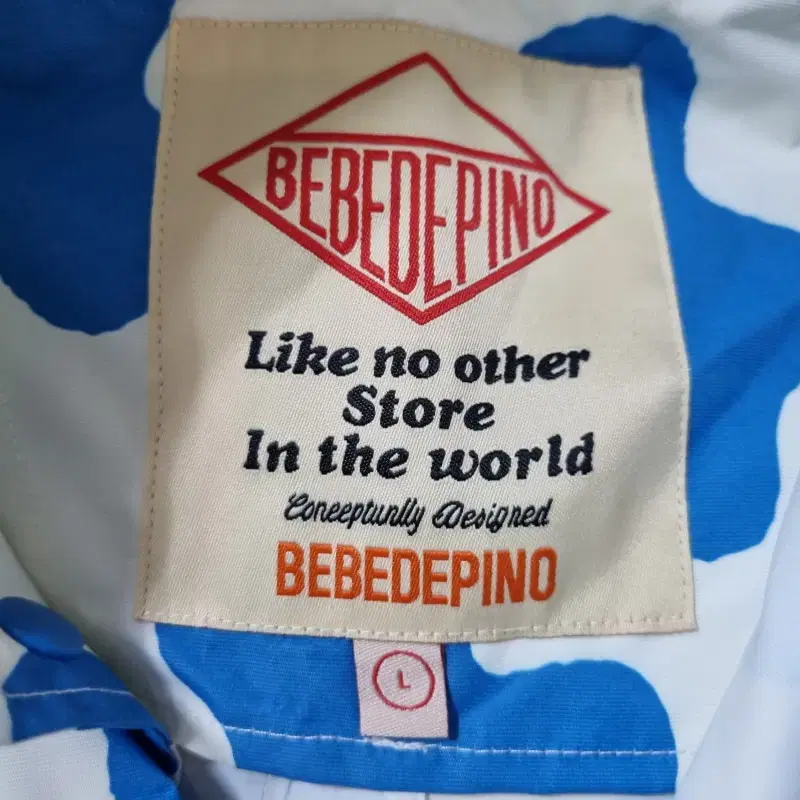 BEBEDEPINO
Like no other
Store
In the world
Conceptunlly Designed
BEBEDEPINO
L